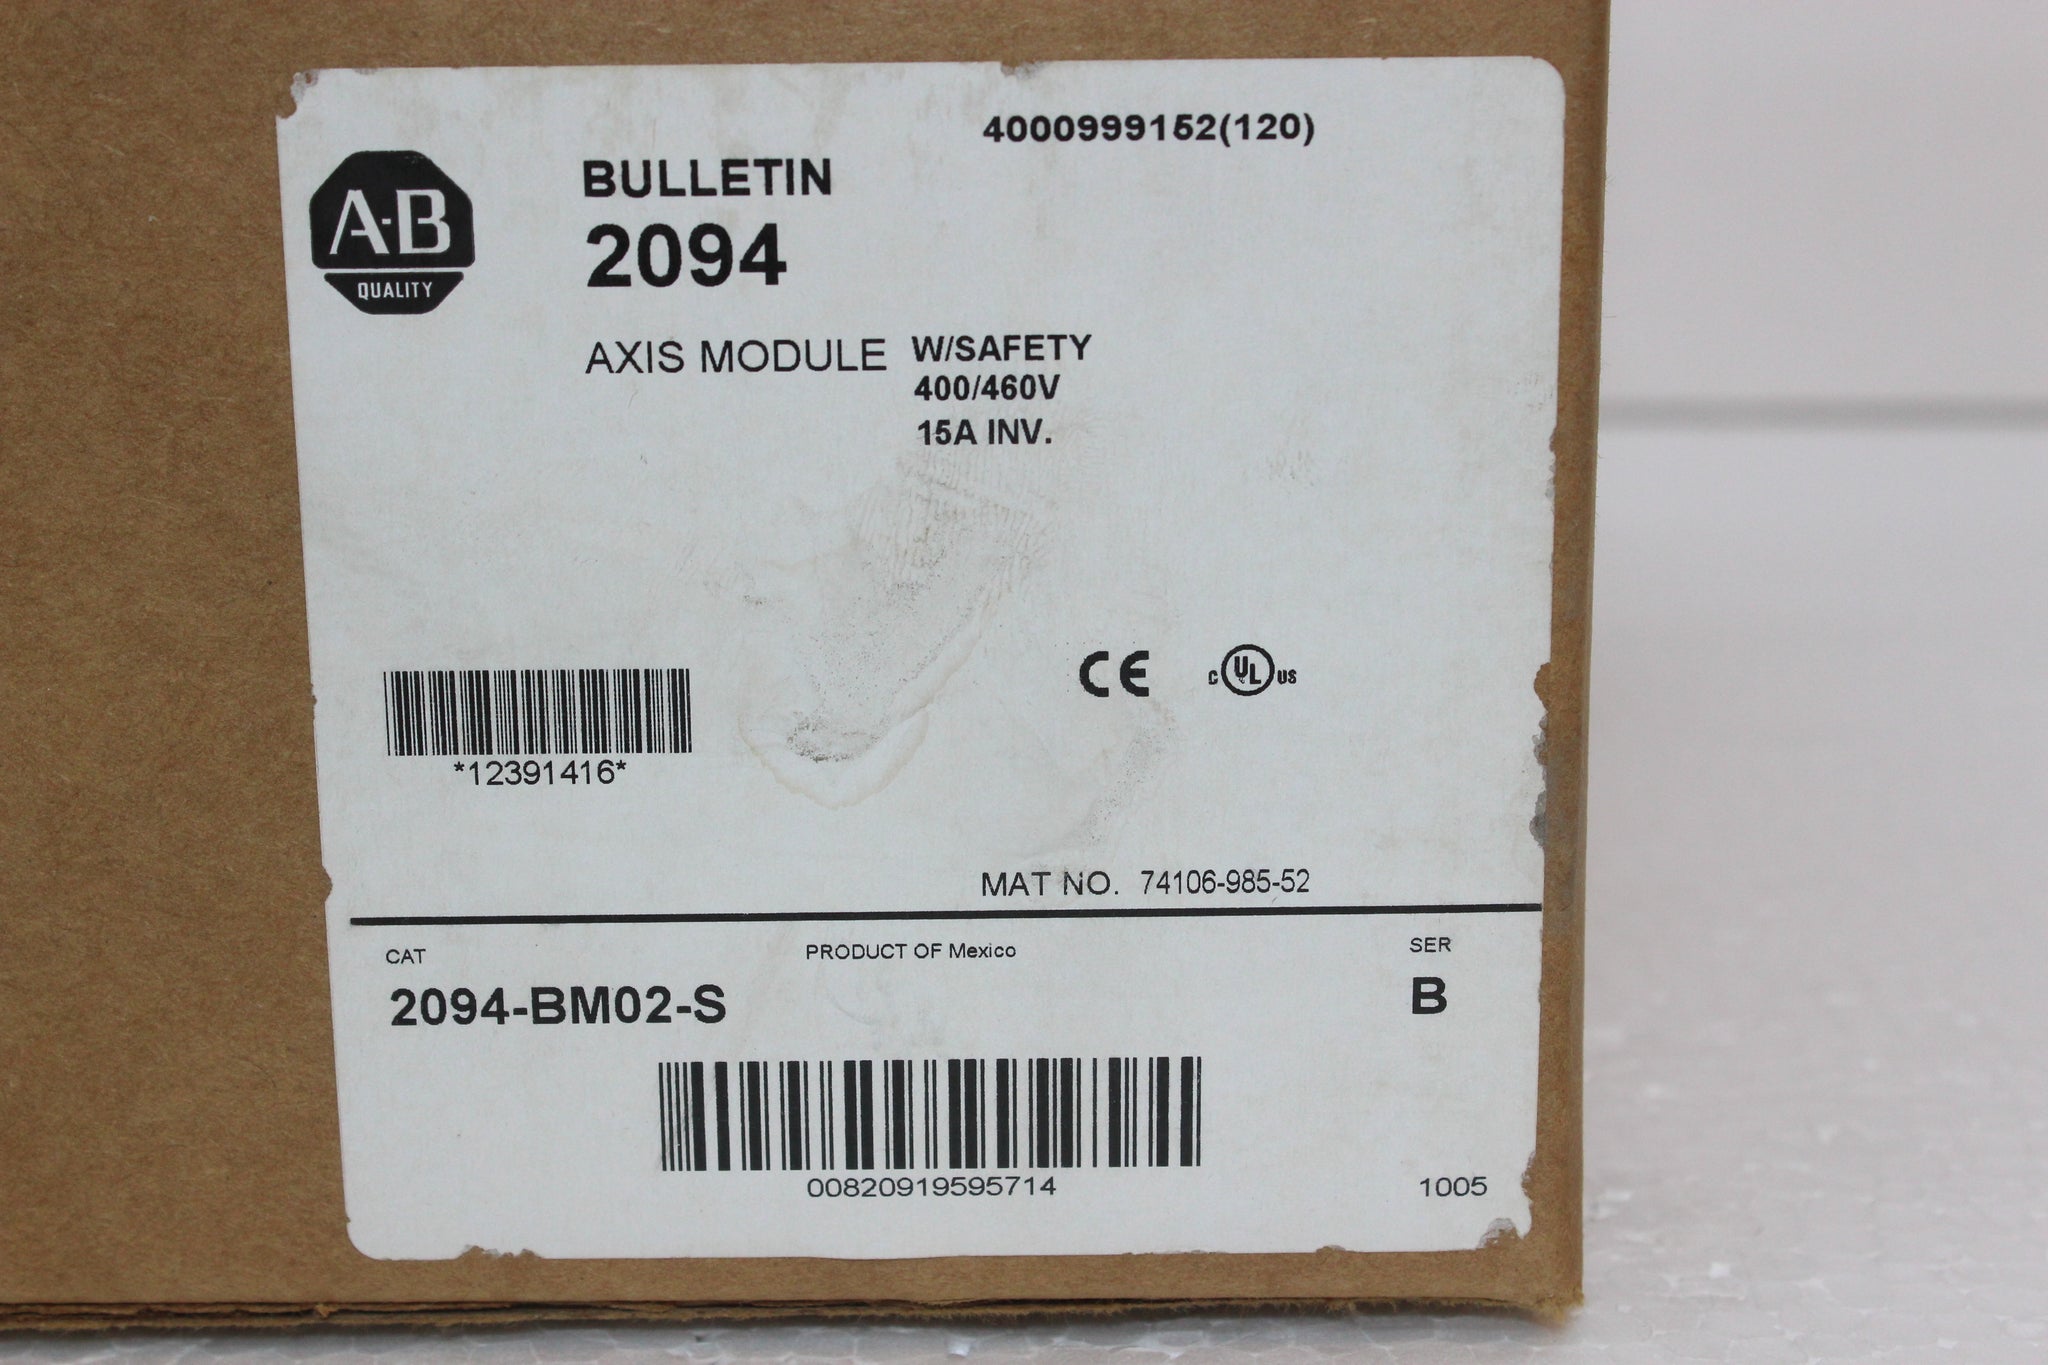 4000999152(120)
A-B
QUALITY
BULLETIN
2094
AXIS MODULE W/SAFETY
400/460V
15A INV.
CE
C UL US
*12391416*
MAT NO. 74106-985-52
CAT
PRODUCT OF Mexico
SER
2094-BM02-S
B
00820919595714
1005